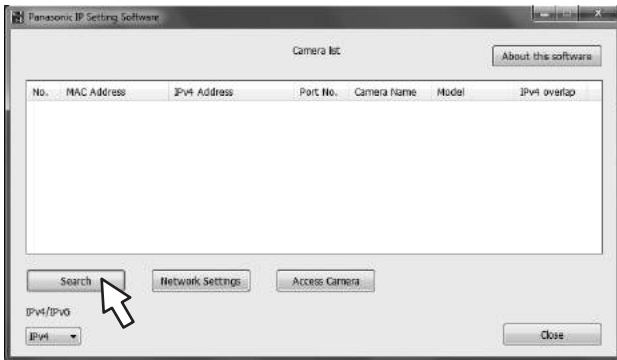 Panasonic IP Setting Software
Camera list
About this software
No. MAC Address IPv4 Address Port No. Camera Name Model IPv4 overlap
Search Network Settings Access Camera
IPv4/IPv6
IPv4
Close